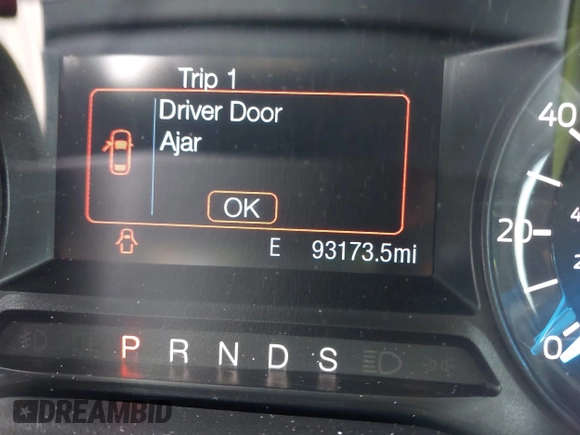 Trip 1
Driver Door
Ajar
OK
E 93173.5mi
P R N D S
40
20
0
DREAMBID